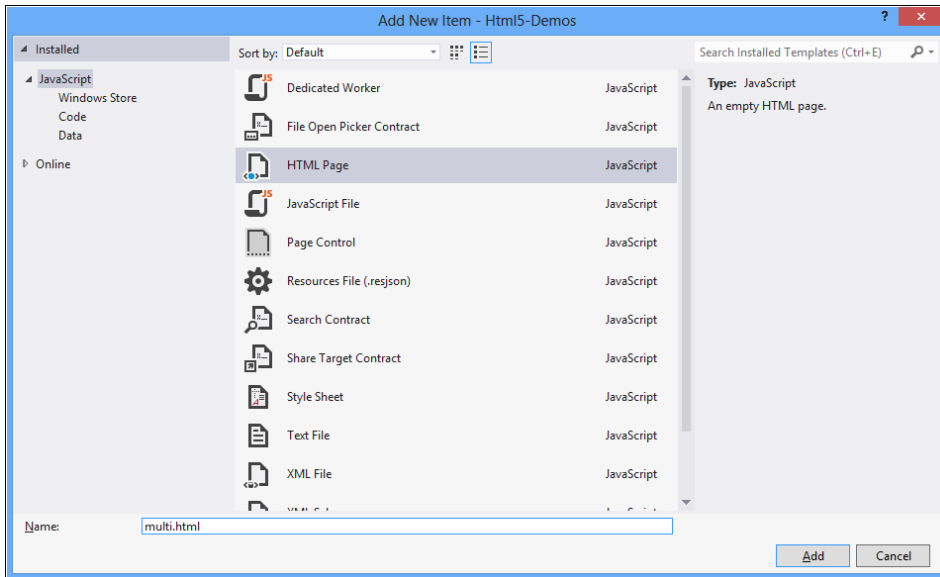 Add New Item - Html5-Demos
?
Installed
Sort by: Default
Search Installed Templates (Ctrl+E)
JavaScript
Windows Store
Code
Data
Online
Dedicated Worker JavaScript
File Open Picker Contract JavaScript
HTML Page JavaScript
JavaScript File JavaScript
Page Control JavaScript
Resources File (.resjson) JavaScript
Search Contract JavaScript
Share Target Contract JavaScript
Style Sheet JavaScript
Text File JavaScript
XML File JavaScript
Type: JavaScript
An empty HTML page.
Name: multi.html
Add Cancel